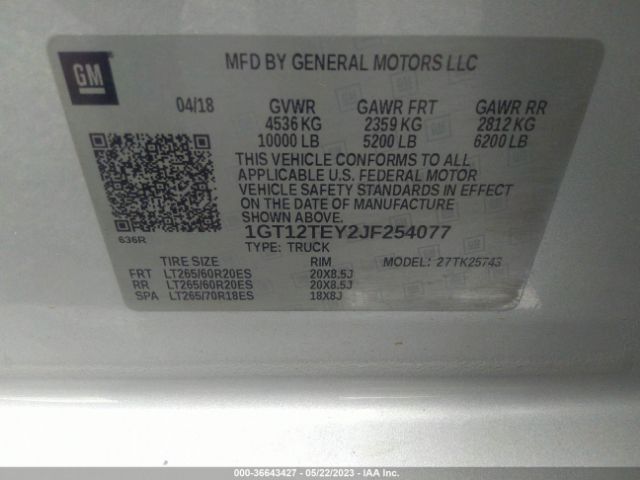 GM
MFD BY GENERAL MOTORS LLC
04/18 GVWR GAWR FRT GAWR RR
4536 KG 2359 KG 2812 KG
10000 LB 5200 LB 6200 LB
THIS VEHICLE CONFORMS TO ALL
APPLICABLE U.S. FEDERAL MOTOR
VEHICLE SAFETY STANDARDS IN EFFECT
ON THE DATE OF MANUFACTURE
SHOWN ABOVE.
636R
1GT12TEY2JF254077
TYPE: TRUCK
TIRE SIZE RIM MODEL: 27TK25743
FRT LT265/60R20ES 20X8.5J
RR LT265/60R20ES 20X8.5J
SPA LT265/70R18ES 18X8J
000-36643427 - 05/22/2023 - IAA Inc.